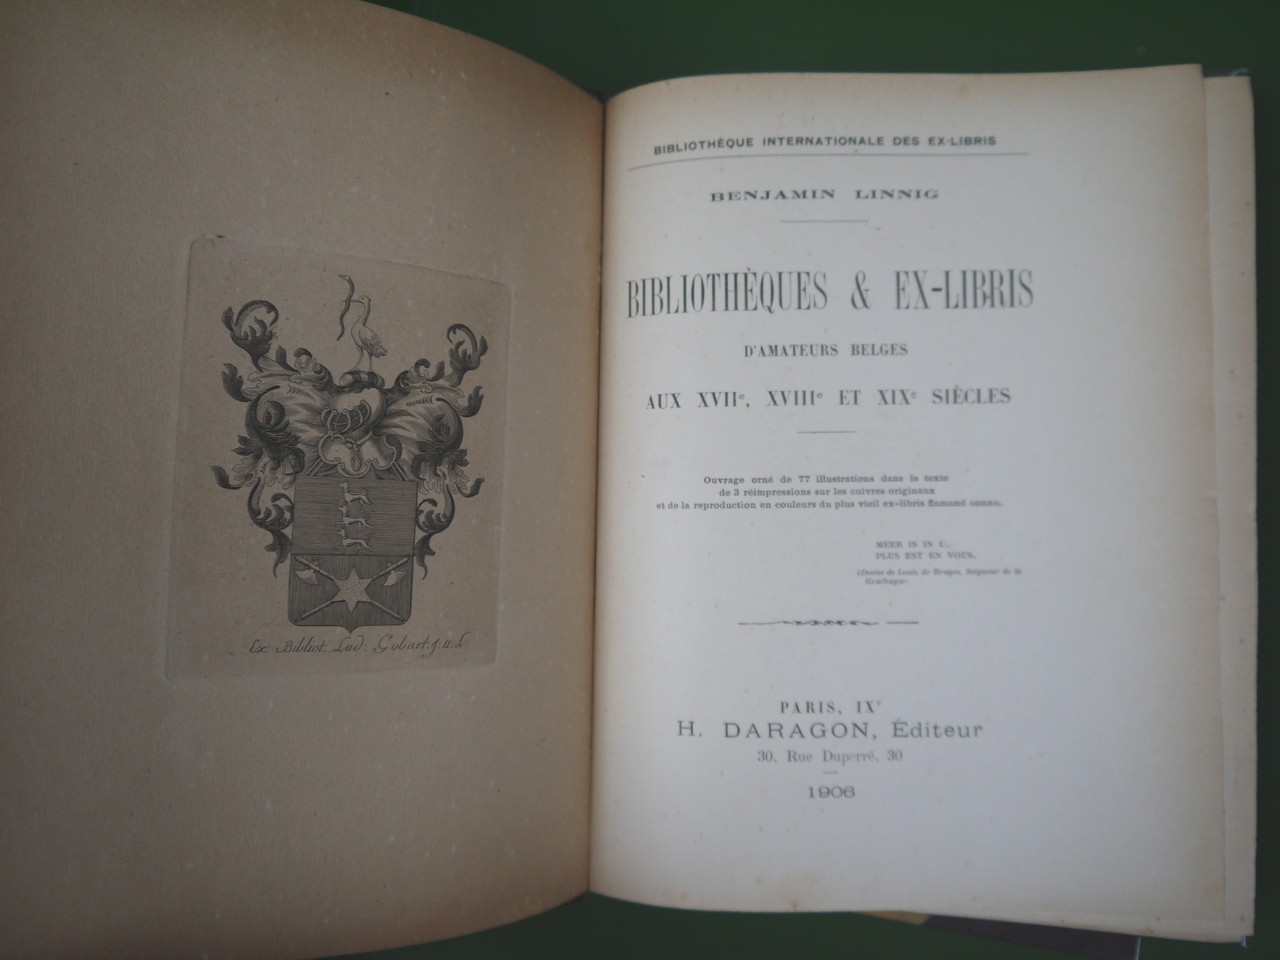 Ex Bibliot. Lud. Gobart. j. u. L.
BIBLIOTHÈQUE INTERNATIONALE DES EX-LIBRIS
BENJAMIN LINNIG
BIBLIOTHÈQUES & EX-LIBRIS
D'AMATEURS BELGES
AUX XVIIe, XVIIIe ET XIXe SIÈCLES
Ouvrage orné de 77 illustrations dans le texte
de 3 réimpressions sur les cuivres originaux
et de la reproduction en couleurs du plus vieil ex-libris flamand connu.
MEER IS IN U.
PLUS EST EN VOUS.
(Devise de Louis de Bruges, Seigneur de la
PARIS, IXe
H. DARAGON, Éditeur
30, Rue Duperré, 30
1906